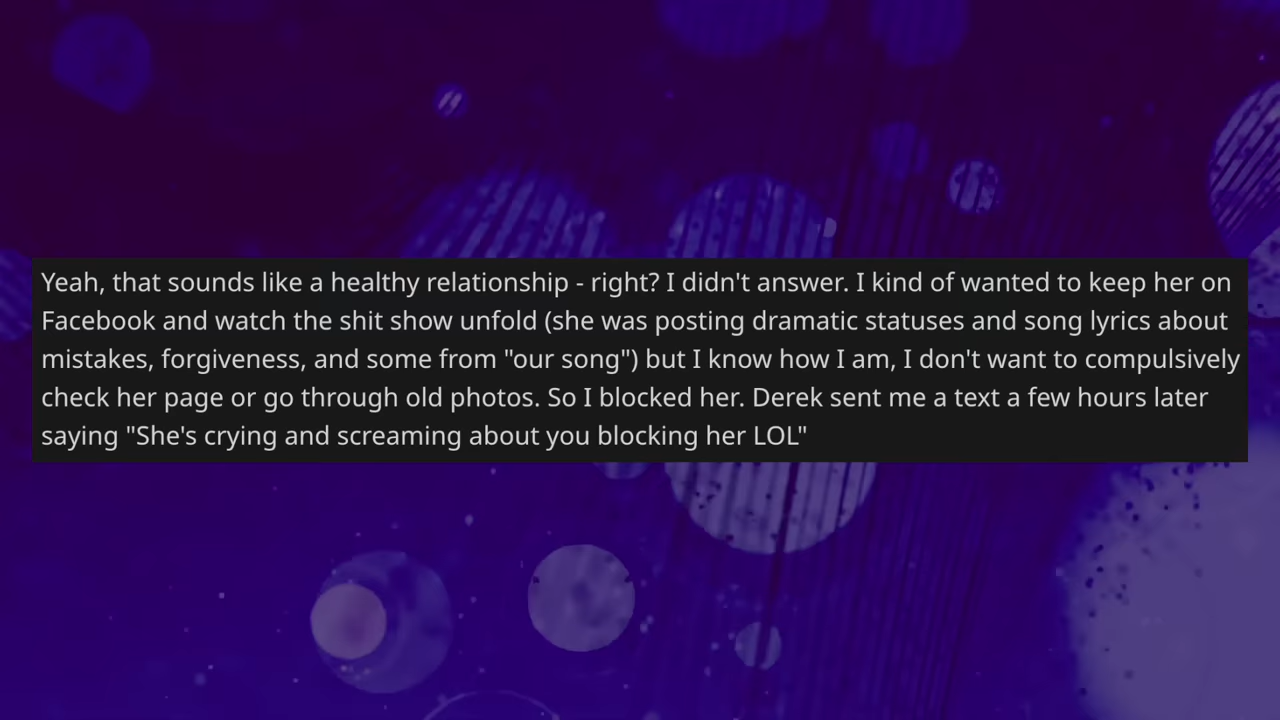 Yeah, that sounds like a healthy relationship - right? I didn't answer. I kind of wanted to keep her on
Facebook and watch the shit show unfold (she was posting dramatic statuses and song lyrics about
mistakes, forgiveness, and some from "our song") but I know how I am, I don't want to compulsively
check her page or go through old photos. So I blocked her. Derek sent me a text a few hours later
saying "She's crying and screaming about you blocking her LOL"